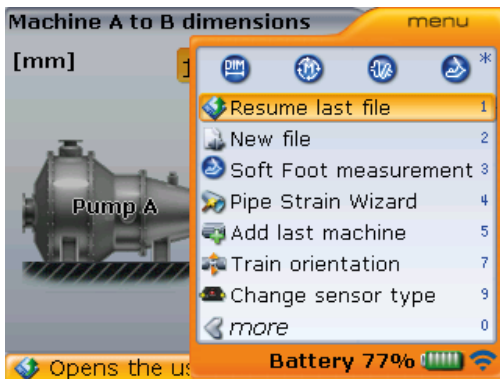 Machine A to B dimensions
menu
[mm]
DIM
M
*
Resume last file 1
New file 2
Soft Foot measurement 3
Pipe Strain Wizard 4
Add last machine 5
Train orientation 7
Change sensor type 9
more 0
Pump A
Opens the us
Battery 77%